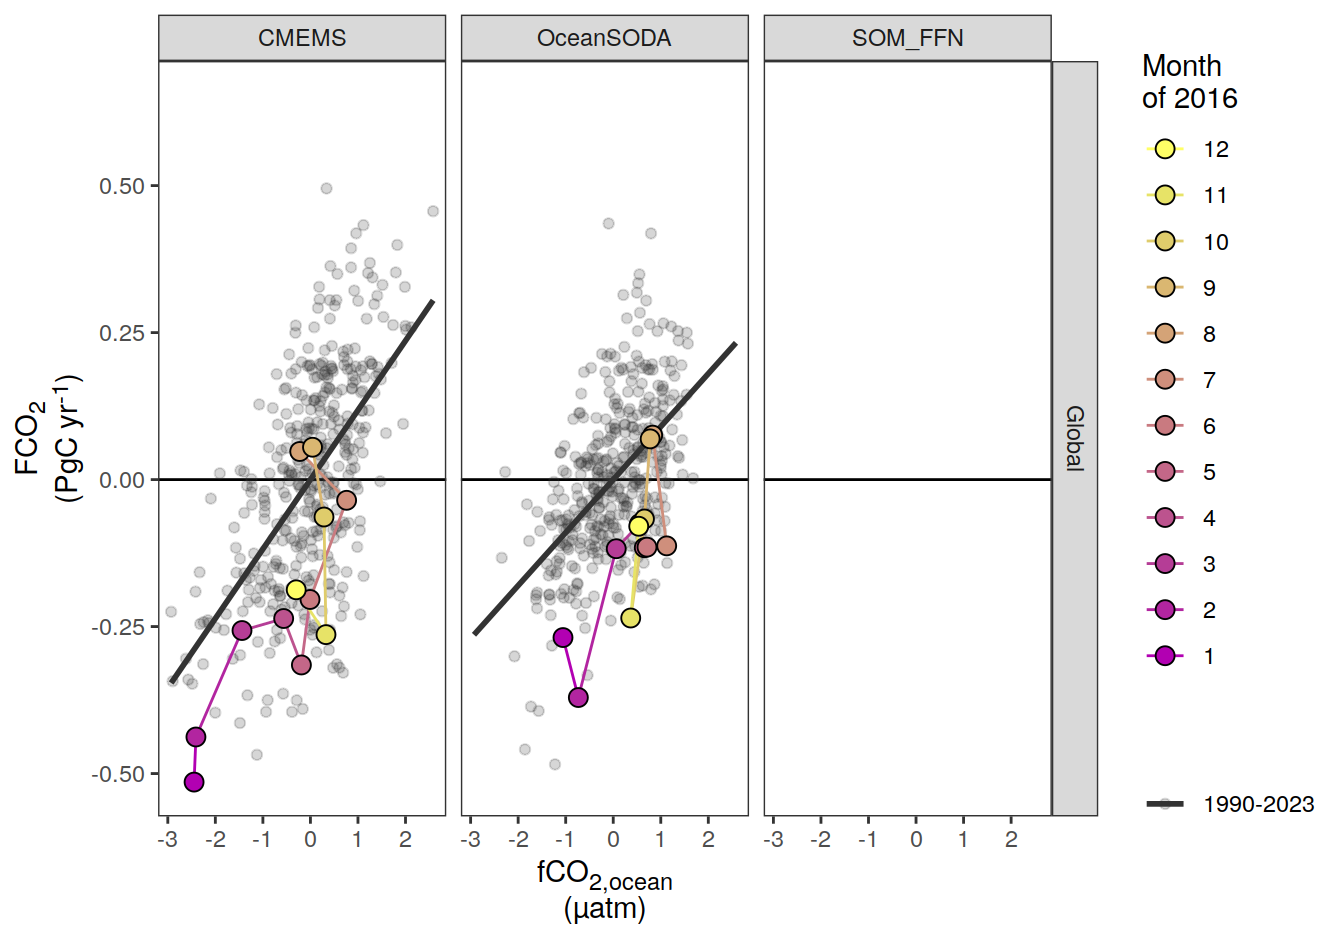 CMEMS OceanSODA SOM_FFN
Month
of 2016
12
11
10
9
8
7
6
5
4
3
2
1
1990-2023
Global
FCO₂
(PgC yr⁻¹)
0.50
0.25
0.00
-0.25
-0.50
-3 -2 -1 0 1 2 -3 -2 -1 0 1 2 -3 -2 -1 0 1 2
fCO₂,ocean
(µatm)